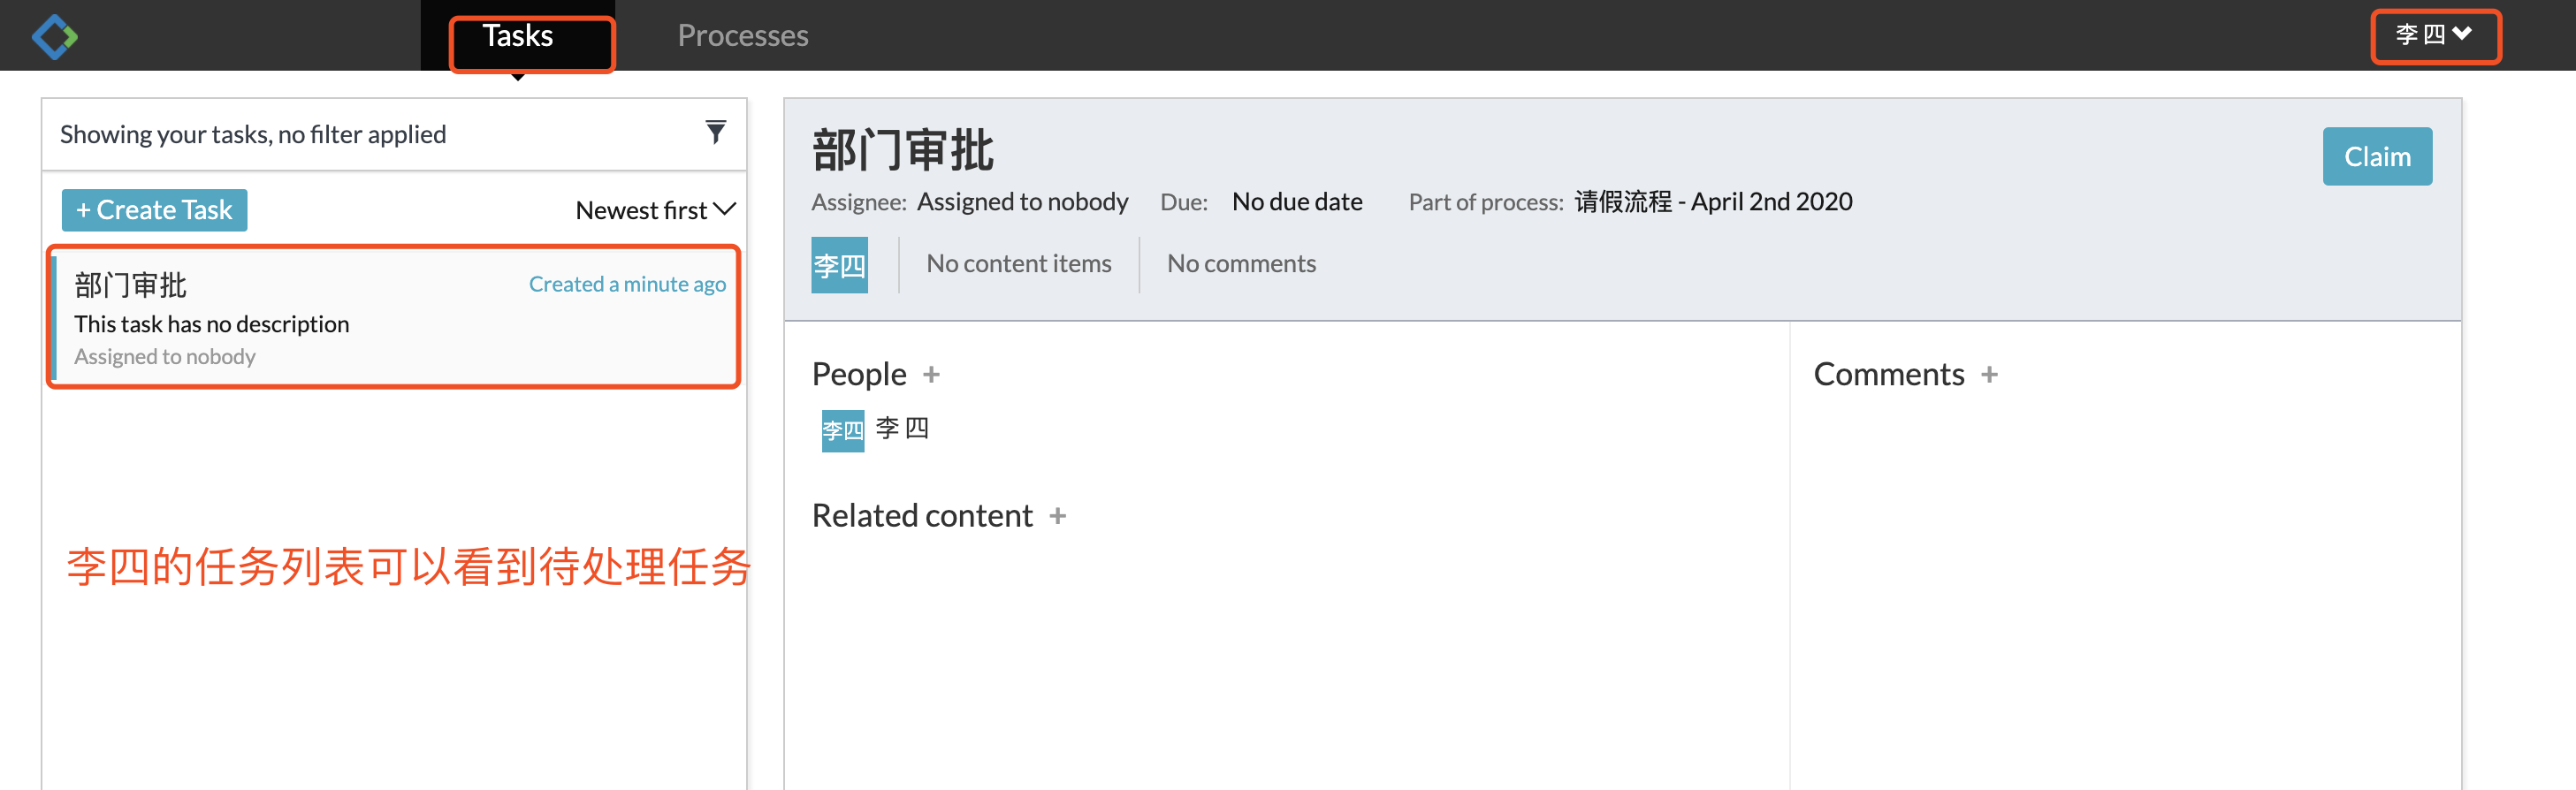 Tasks
Processes
李 四
Showing your tasks, no filter applied
+ Create Task
Newest first
部门审批
Created a minute ago
This task has no description
Assigned to nobody
李四的任务列表可以看到待处理任务
部门审批
Claim
Assignee: Assigned to nobody Due: No due date Part of process: 请假流程 - April 2nd 2020
李四
No content items
No comments
People +
李四 李 四
Related content +
Comments +